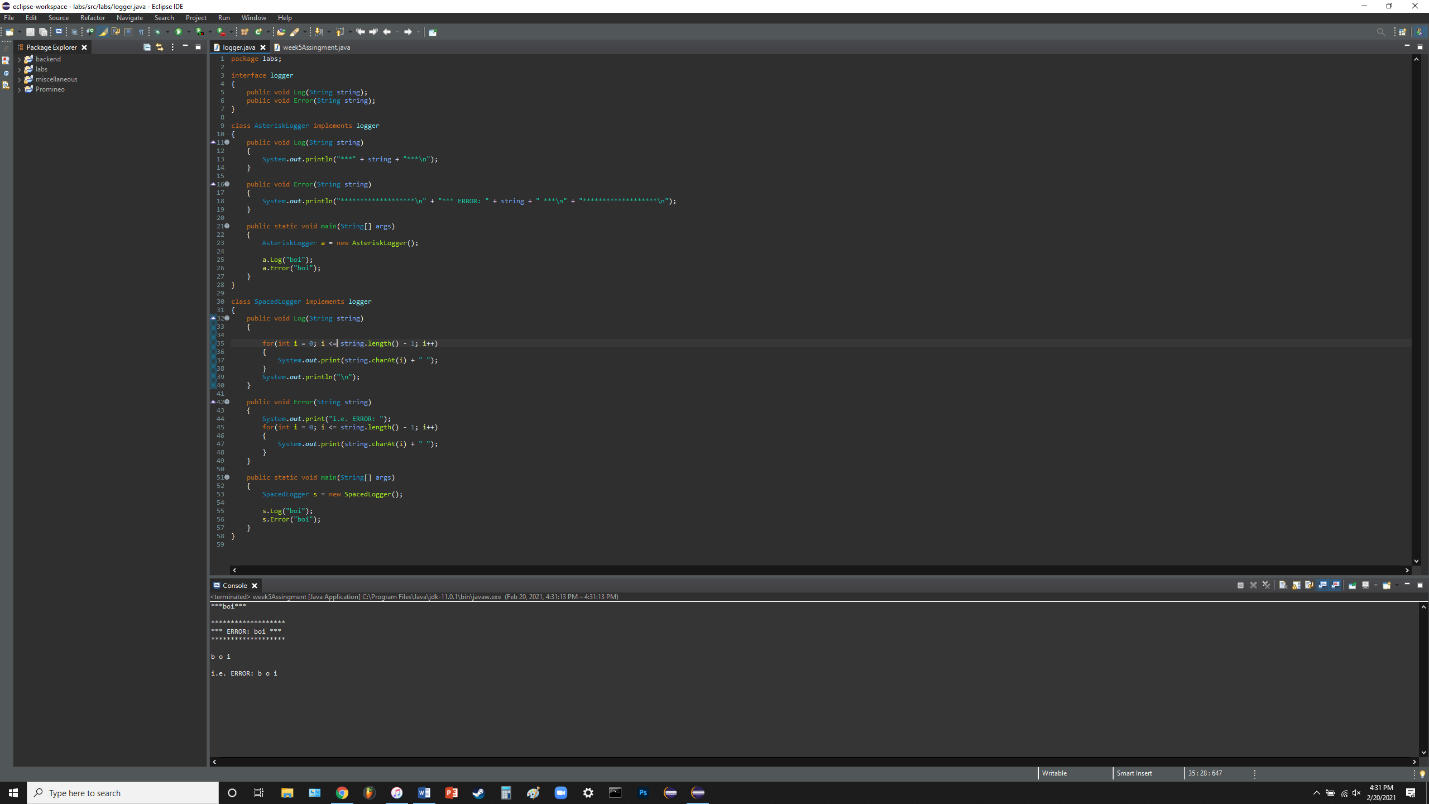 eclipse-workspace - labs/src/labs/logger.java - Eclipse IDE
File Edit Source Refactor Navigate Search Project Run Window Help
Package Explorer
backend
labs
miscellaneous
Promineo
logger.java week5Assingment.java
1 package labs;
2
3 interface logger
4 {
5 public void Log(String string);
6 public void Error(String string);
7 }
8
9 class AsteriskLogger implements logger
10 {
11 public void Log(String string)
12 {
13 System.out.println("***" + string + "***\n");
14 }
15
16 public void Error(String string)
17 {
18 System.out.println("*******************\n" + "*** ERROR: " + string + " ***\n" + "*******************\n");
19 }
20
21 public static void main(String[] args)
22 {
23 AsteriskLogger a = new AsteriskLogger();
24
25 a.Log("boi");
26 a.Error("boi");
27 }
28 }
29
30 class SpacedLogger implements logger
31 {
32 public void Log(String string)
33 {
34
35 for(int i = 0; i <= string.length() - 1; i++)
36 {
37 System.out.print(string.charAt(i) + " ");
38 }
39 System.out.println("\n");
40 }
41
42 public void Error(String string)
43 {
44 System.out.print("i.e. ERROR: ");
45 for(int i = 0; i <= string.length() - 1; i++)
46 {
47 System.out.print(string.charAt(i) + " ");
48 }
49 }
50
51 public static void main(String[] args)
52 {
53 SpacedLogger s = new SpacedLogger();
54
55 s.Log("boi");
56 s.Error("boi");
57 }
58 }
59
Console
<terminated> week5Assingment [Java Application] C:\Program Files\Java\jdk-11.0.1\bin\javaw.exe (Feb 20, 2021, 4:31:13 PM – 4:31:13 PM)
***boi***
*******************
*** ERROR: boi ***
*******************
b o i
i.e. ERROR: b o i
Writable Smart Insert 35 : 28 : 647
Type here to search
4:31 PM
2/20/2021